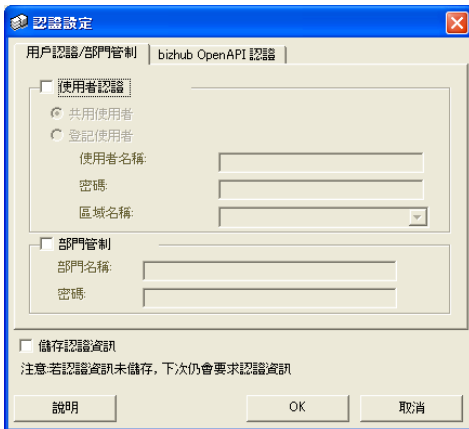 認證設定
用戶認證/部門管制 bizhub OpenAPI 認證
使用者認證
共用使用者
登記使用者
使用者名稱:
密碼:
區域名稱:
部門管制
部門名稱:
密碼:
儲存認證資訊
注意:若認證資訊未儲存, 下次仍會要求認證資訊
說明 OK 取消